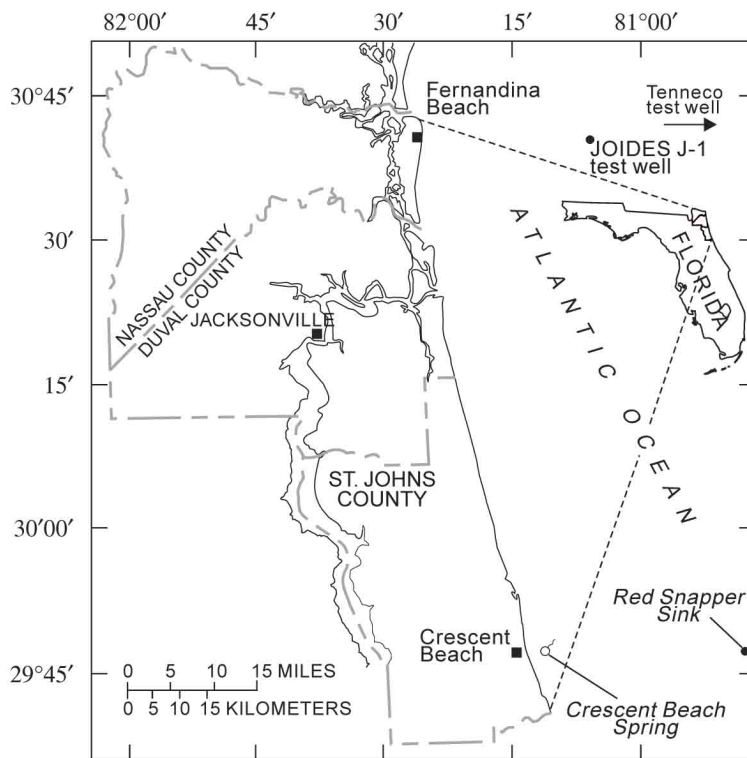 82°00′ 45′ 30′ 15′ 81°00′
30°45′
30′
15′
30°00′
29°45′
Fernandina
Beach
Tenneco
test well
JOIDES J-1
test well
FLORIDA
ATLANTIC OCEAN
NASSAU COUNTY
DUVAL COUNTY
JACKSONVILLE
ST. JOHNS
COUNTY
Crescent
Beach
Red Snapper
Sink
Crescent Beach
Spring
0 5 10 15 MILES
0 5 10 15 KILOMETERS